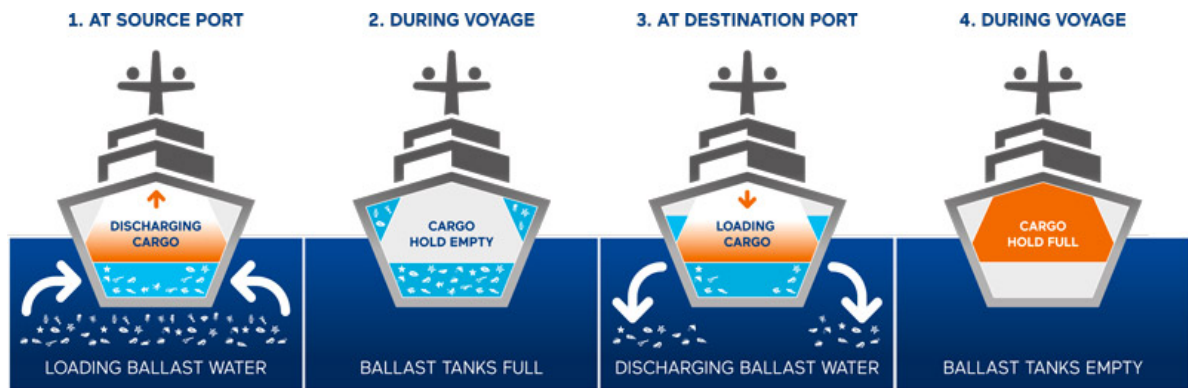 1. AT SOURCE PORT
DISCHARGING
CARGO
LOADING BALLAST WATER
2. DURING VOYAGE
CARGO
HOLD EMPTY
BALLAST TANKS FULL
3. AT DESTINATION PORT
LOADING
CARGO
DISCHARGING BALLAST WATER
4. DURING VOYAGE
CARGO
HOLD FULL
BALLAST TANKS EMPTY